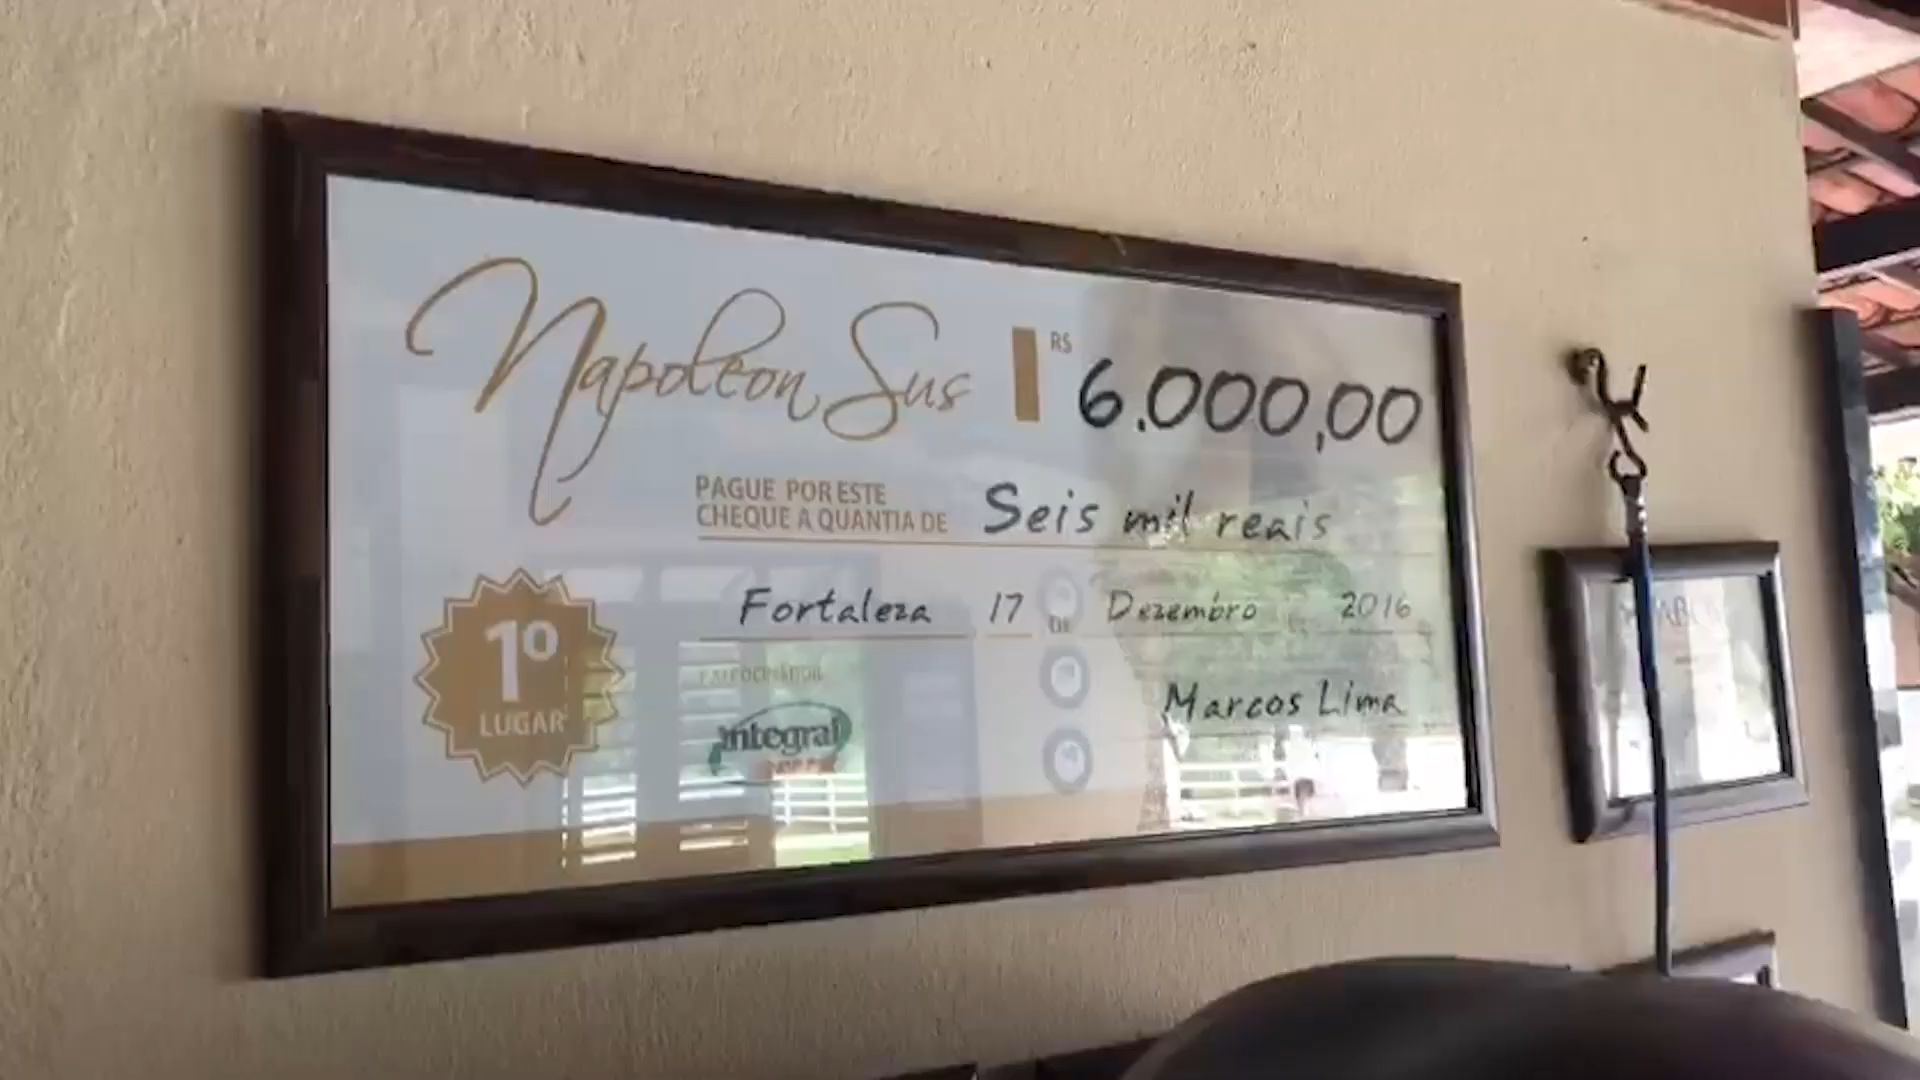 Napoleon Sus
R$ 6.000,00
PAGUE POR ESTE
CHEQUE A QUANTIA DE Seis mil reais
Fortaleza 17 DE Dezembro 2016
1º
LUGAR
PATROCINADOR
integral
Marcos Lima